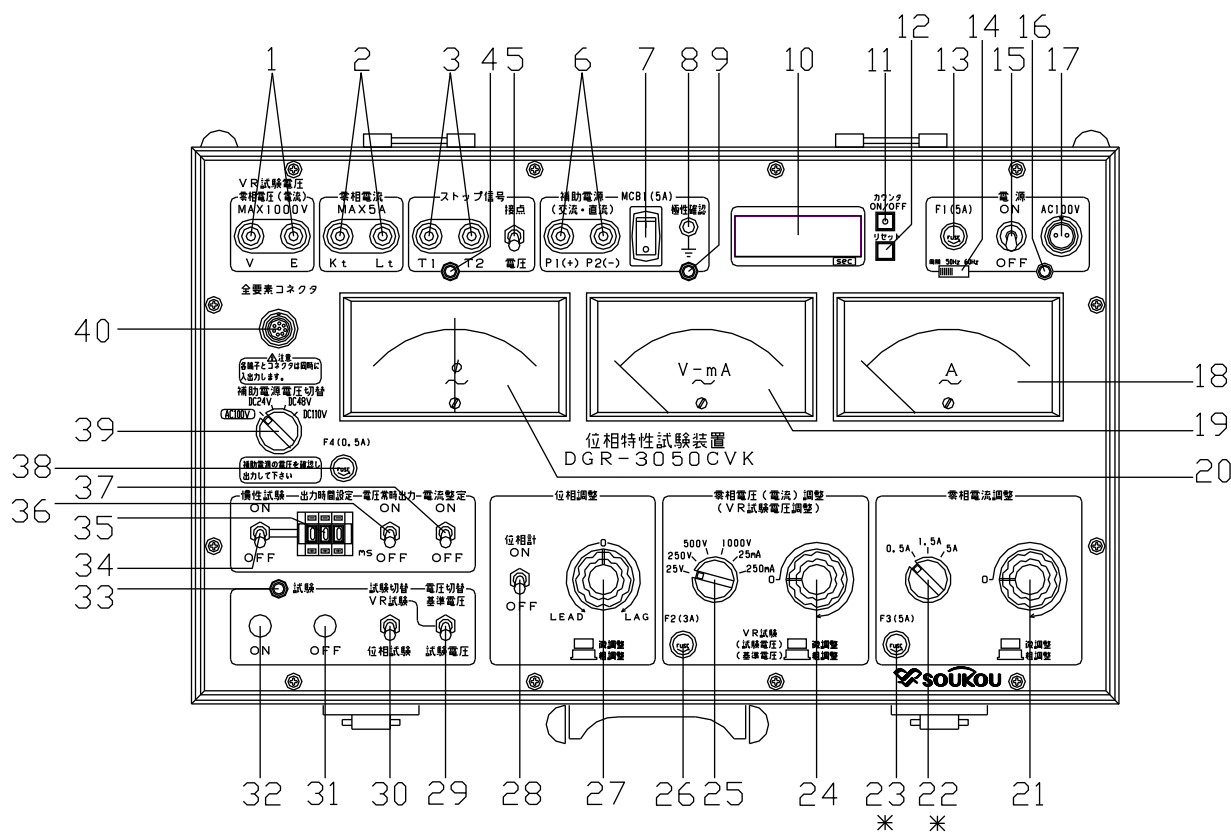 1 2 3 4 5 6 7 8 9 10 11 12 13 14 15 16 17
VR試験電圧
零相電圧(電流)
MAX1000V
V E
零相電流
MAX5A
Kt Lt
ストップ信号
接点
T1 T2 電圧
補助電源
(交流・直流)
P1(+) P2(-)
MCB1(5A)
極性確認
sec
カウンタ
ON/OFF
リセット
電源
F1(5A)
FUSE
ON
OFF
AC100V
50Hz 60Hz
全要素コネクタ
40
⚠注意
各端子とコネクタは同時に
入出力します。
補助電源電圧切替
AC100V DC24V DC48V DC110V
39
F4(0.5A)
FUSE
38
補助電源の電圧を確認し
出力して下さい
V-mA
A
18
19
20
位相特性試験装置
DGR-3050CVK
37
36
35
34
33
慣性試験
ON
OFF
出力時間設定
0 0 0
ms
電圧常時出力
ON
OFF
電流整定
ON
OFF
試験
ON
OFF
試験切替
VR試験
位相試験
電圧切替
基準電圧
試験電圧
位相調整
位相計
ON
OFF
0
LEAD LAG
微調整
粗調整
零相電圧(電流)調整
(VR試験電圧調整)
25V 250V 500V 1000V 25mA 250mA
0
F2(3A)
FUSE
VR試験
(試験電圧)
(基準電圧)
微調整
粗調整
零相電流調整
0.5A 1.5A 5A
0
F3(5A)
FUSE
微調整
粗調整
SOUKOU
32 31 30 29 28 27 26 25 24 23 22 21
* *